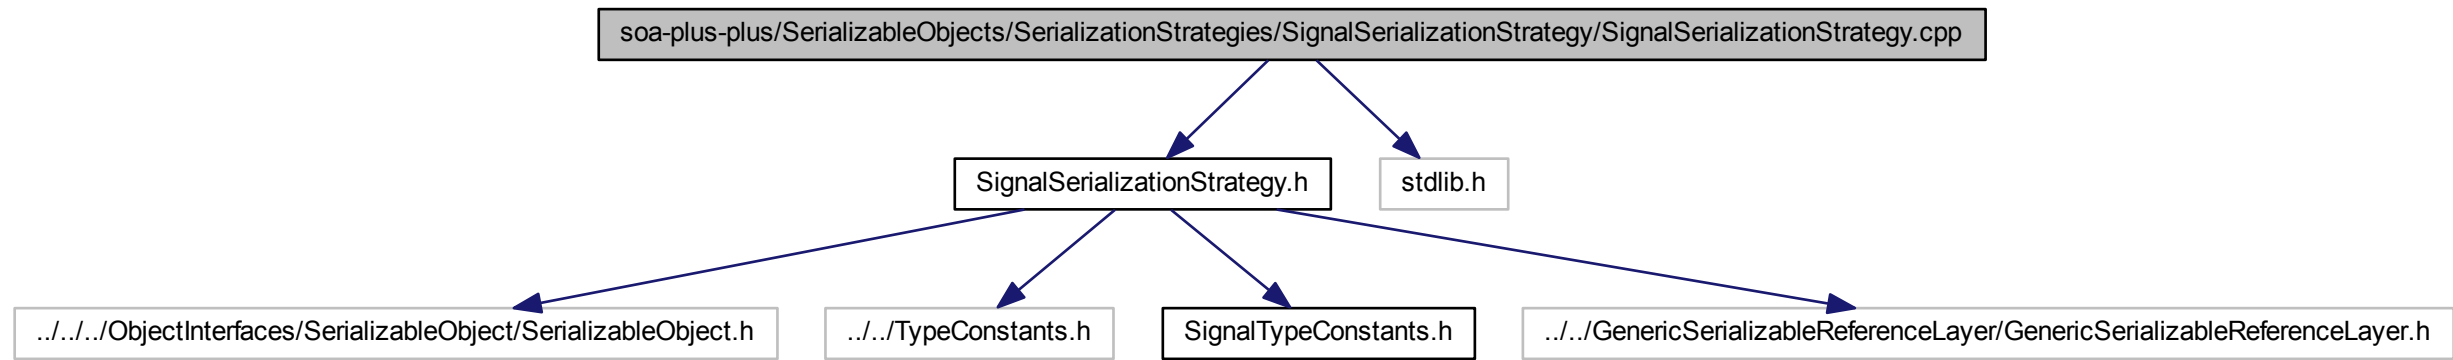 soa-plus-plus/SerializableObjects/SerializationStrategies/SignalSerializationStrategy/SignalSerializationStrategy.cpp
SignalSerializationStrategy.h
stdlib.h
../../../ObjectInterfaces/SerializableObject/SerializableObject.h
../../TypeConstants.h
SignalTypeConstants.h
../../GenericSerializableReferenceLayer/GenericSerializableReferenceLayer.h